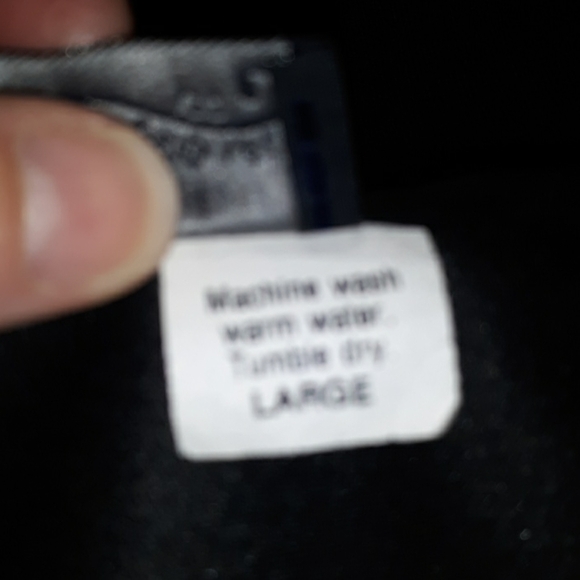 Machine wash
warm water.
Tumble dry
LARGE